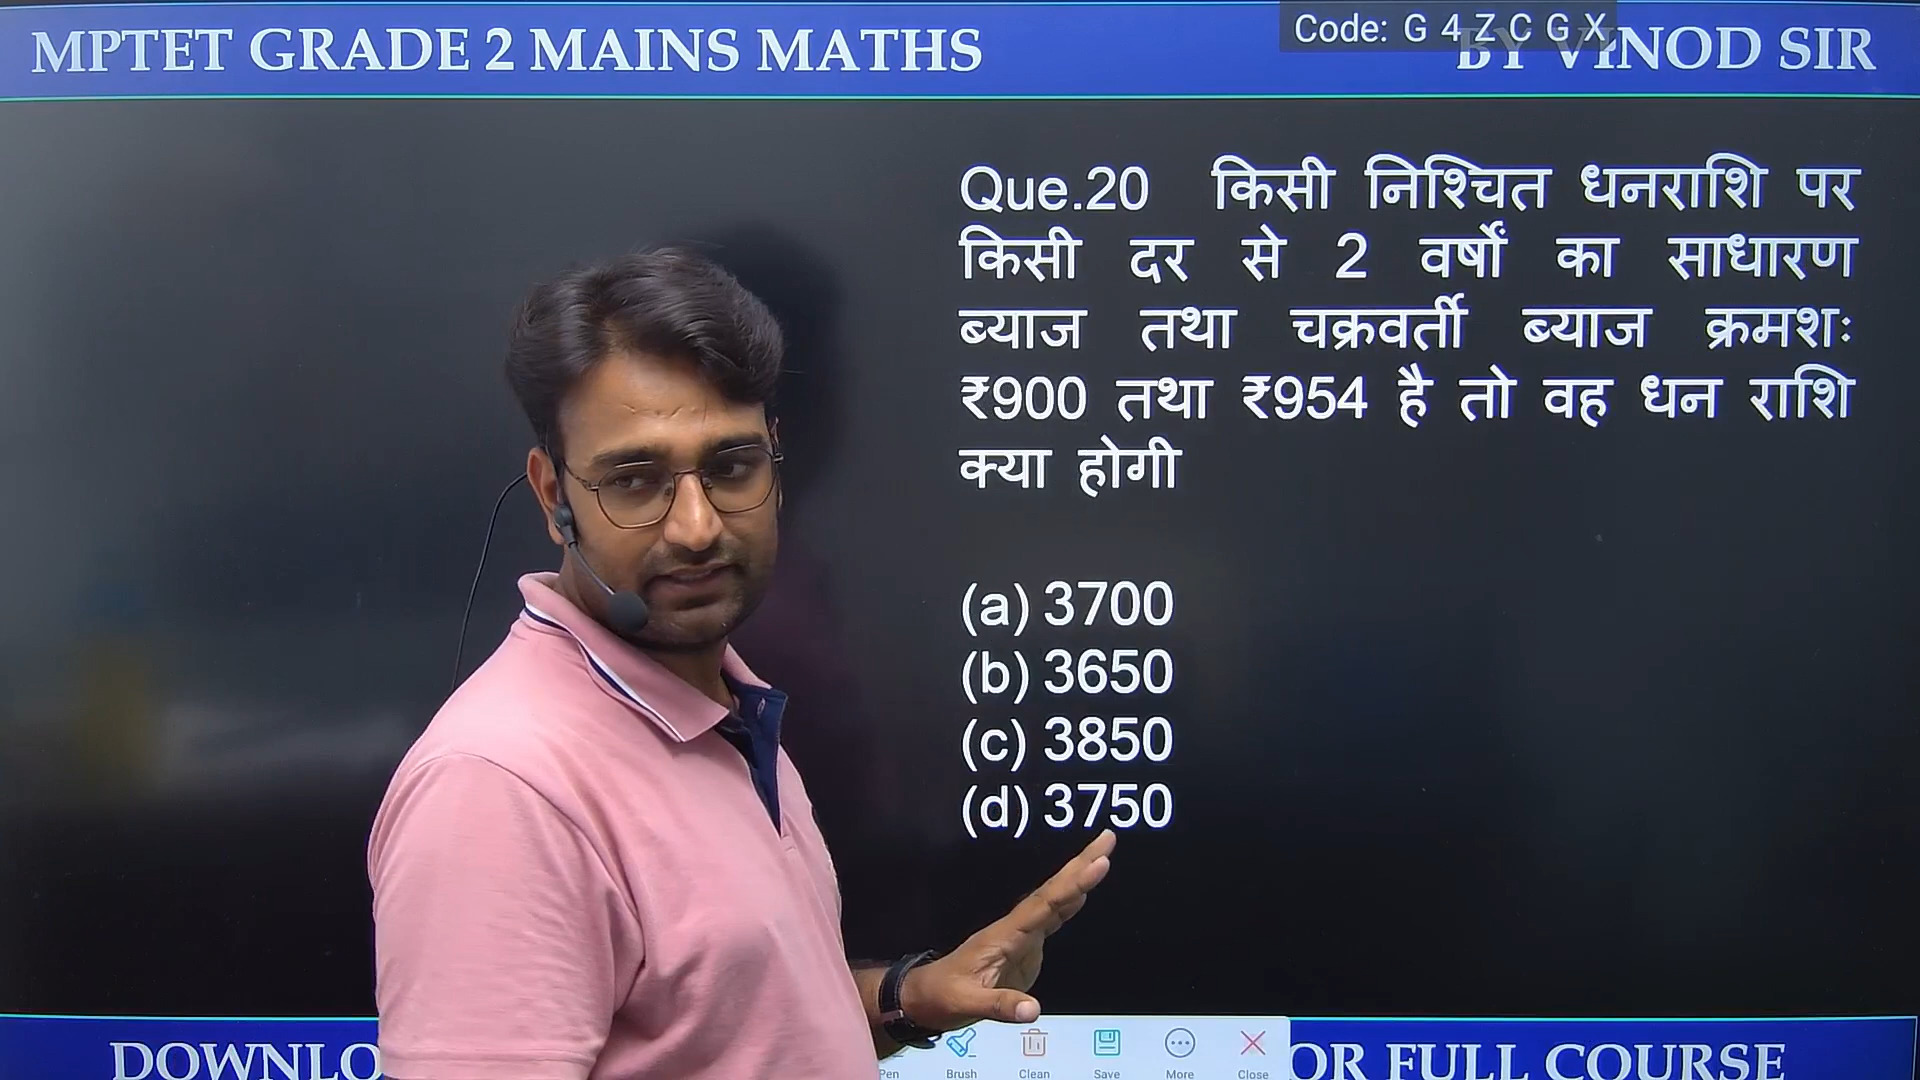 MPTET GRADE 2 MAINS MATHS
Code: G 4 Z C G X
BY VINOD SIR
Que.20 किसी निश्चित धनराशि पर
किसी दर से 2 वर्षों का साधारण
ब्याज तथा चक्रवर्ती ब्याज क्रमशः
₹900 तथा ₹954 है तो वह धन राशि
क्या होगी
(a) 3700
(b) 3650
(c) 3850
(d) 3750
Pen Brush Clean Save More Close
FULL COURSE